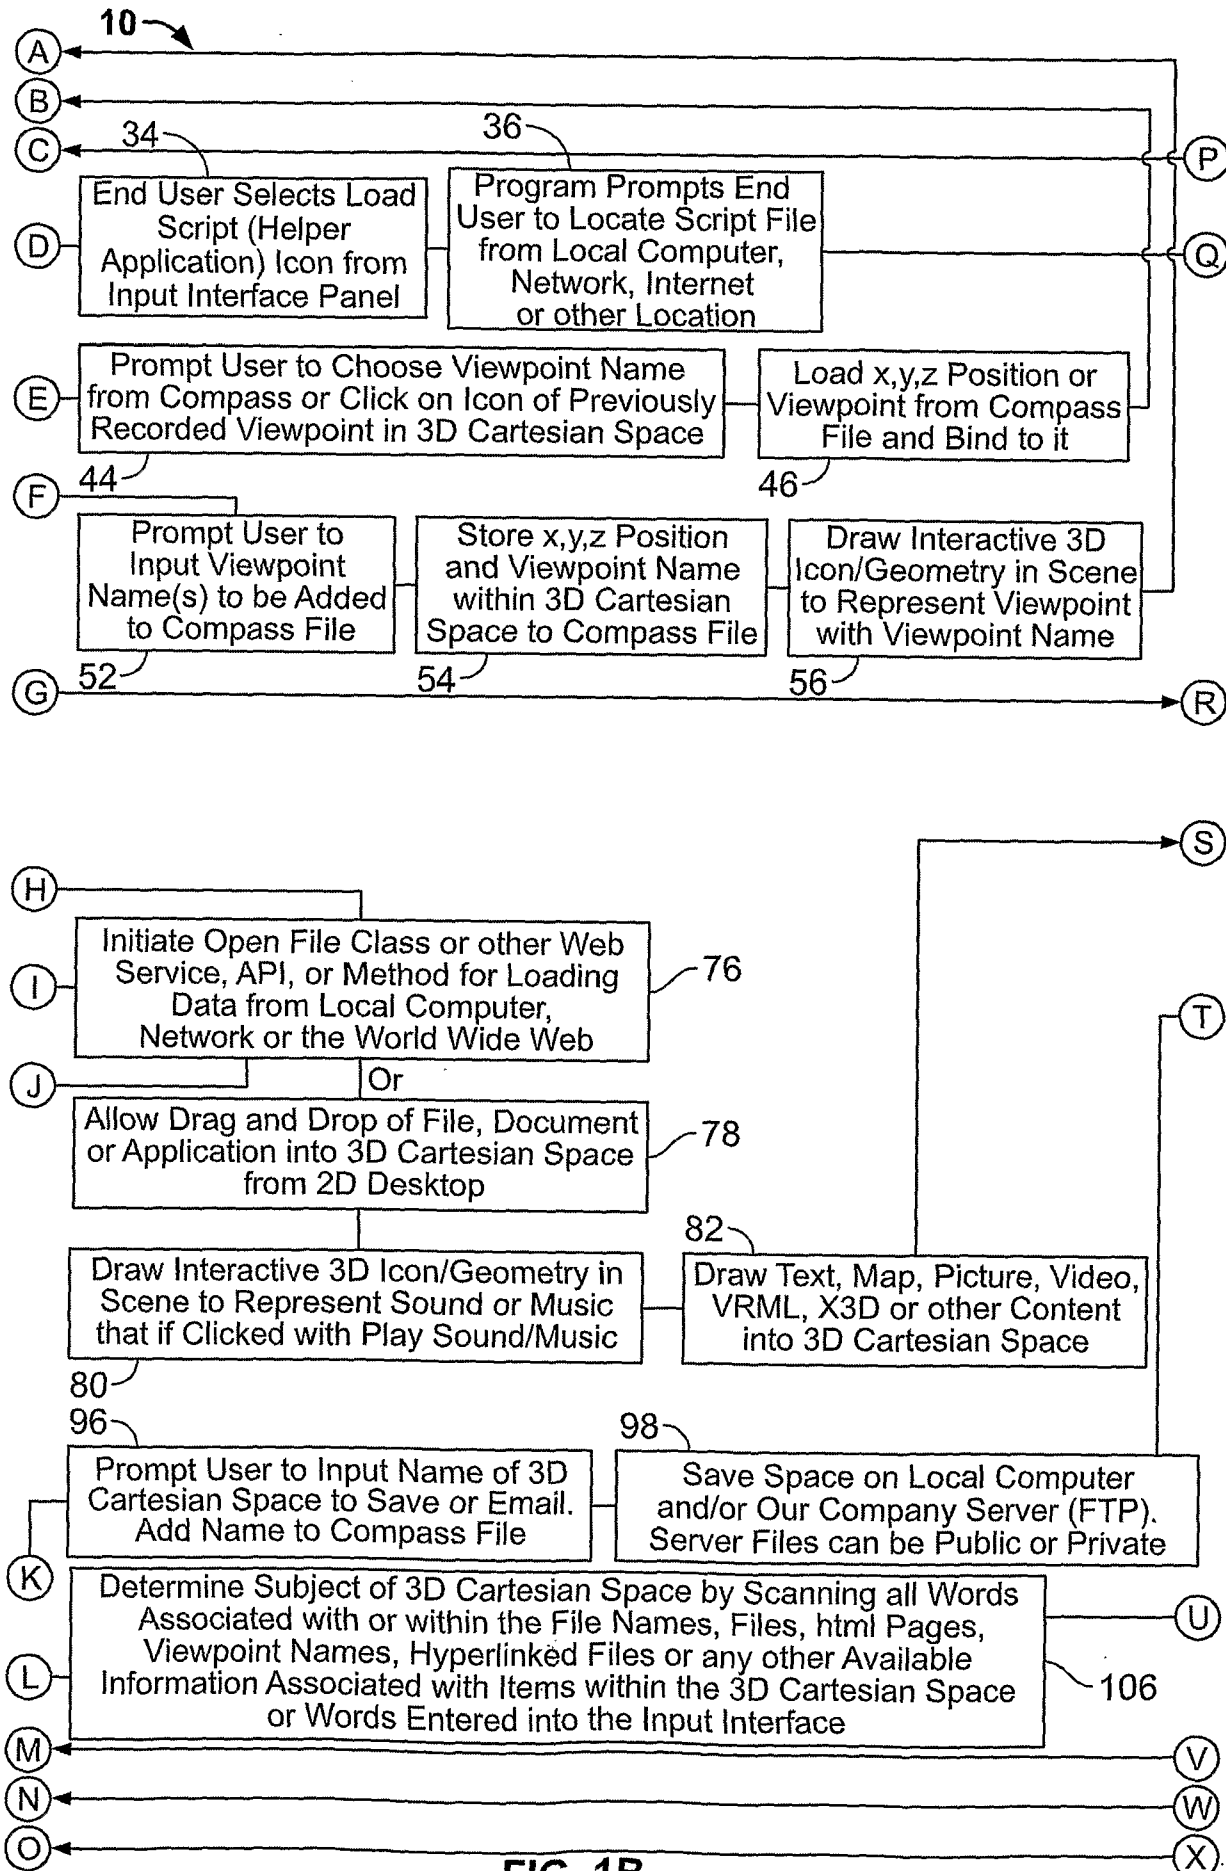 10
A
B
C
34
36
P
End User Selects Load
Script (Helper
Application) Icon from
Input Interface Panel
Program Prompts End
User to Locate Script File
from Local Computer,
Network, Internet
or other Location
D
Q
Prompt User to Choose Viewpoint Name
from Compass or Click on Icon of Previously
Recorded Viewpoint in 3D Cartesian Space
Load x,y,z Position or
Viewpoint from Compass
File and Bind to it
E
44
46
F
Prompt User to
Input Viewpoint
Name(s) to be Added
to Compass File
Store x,y,z Position
and Viewpoint Name
within 3D Cartesian
Space to Compass File
Draw Interactive 3D
Icon/Geometry in Scene
to Represent Viewpoint
with Viewpoint Name
52
54
56
G
R
S
H
Initiate Open File Class or other Web
Service, API, or Method for Loading
Data from Local Computer,
Network or the World Wide Web
76
I
T
J
Or
Allow Drag and Drop of File, Document
or Application into 3D Cartesian Space
from 2D Desktop
78
82
Draw Interactive 3D Icon/Geometry in
Scene to Represent Sound or Music
that if Clicked with Play Sound/Music
Draw Text, Map, Picture, Video,
VRML, X3D or other Content
into 3D Cartesian Space
80
96
98
Prompt User to Input Name of 3D
Cartesian Space to Save or Email.
Add Name to Compass File
Save Space on Local Computer
and/or Our Company Server (FTP).
Server Files can be Public or Private
K
Determine Subject of 3D Cartesian Space by Scanning all Words
Associated with or within the File Names, Files, html Pages,
Viewpoint Names, Hyperlinked Files or any other Available
Information Associated with Items within the 3D Cartesian Space
or Words Entered into the Input Interface
U
L
106
M
V
N
W
O
X
FIG. 1B